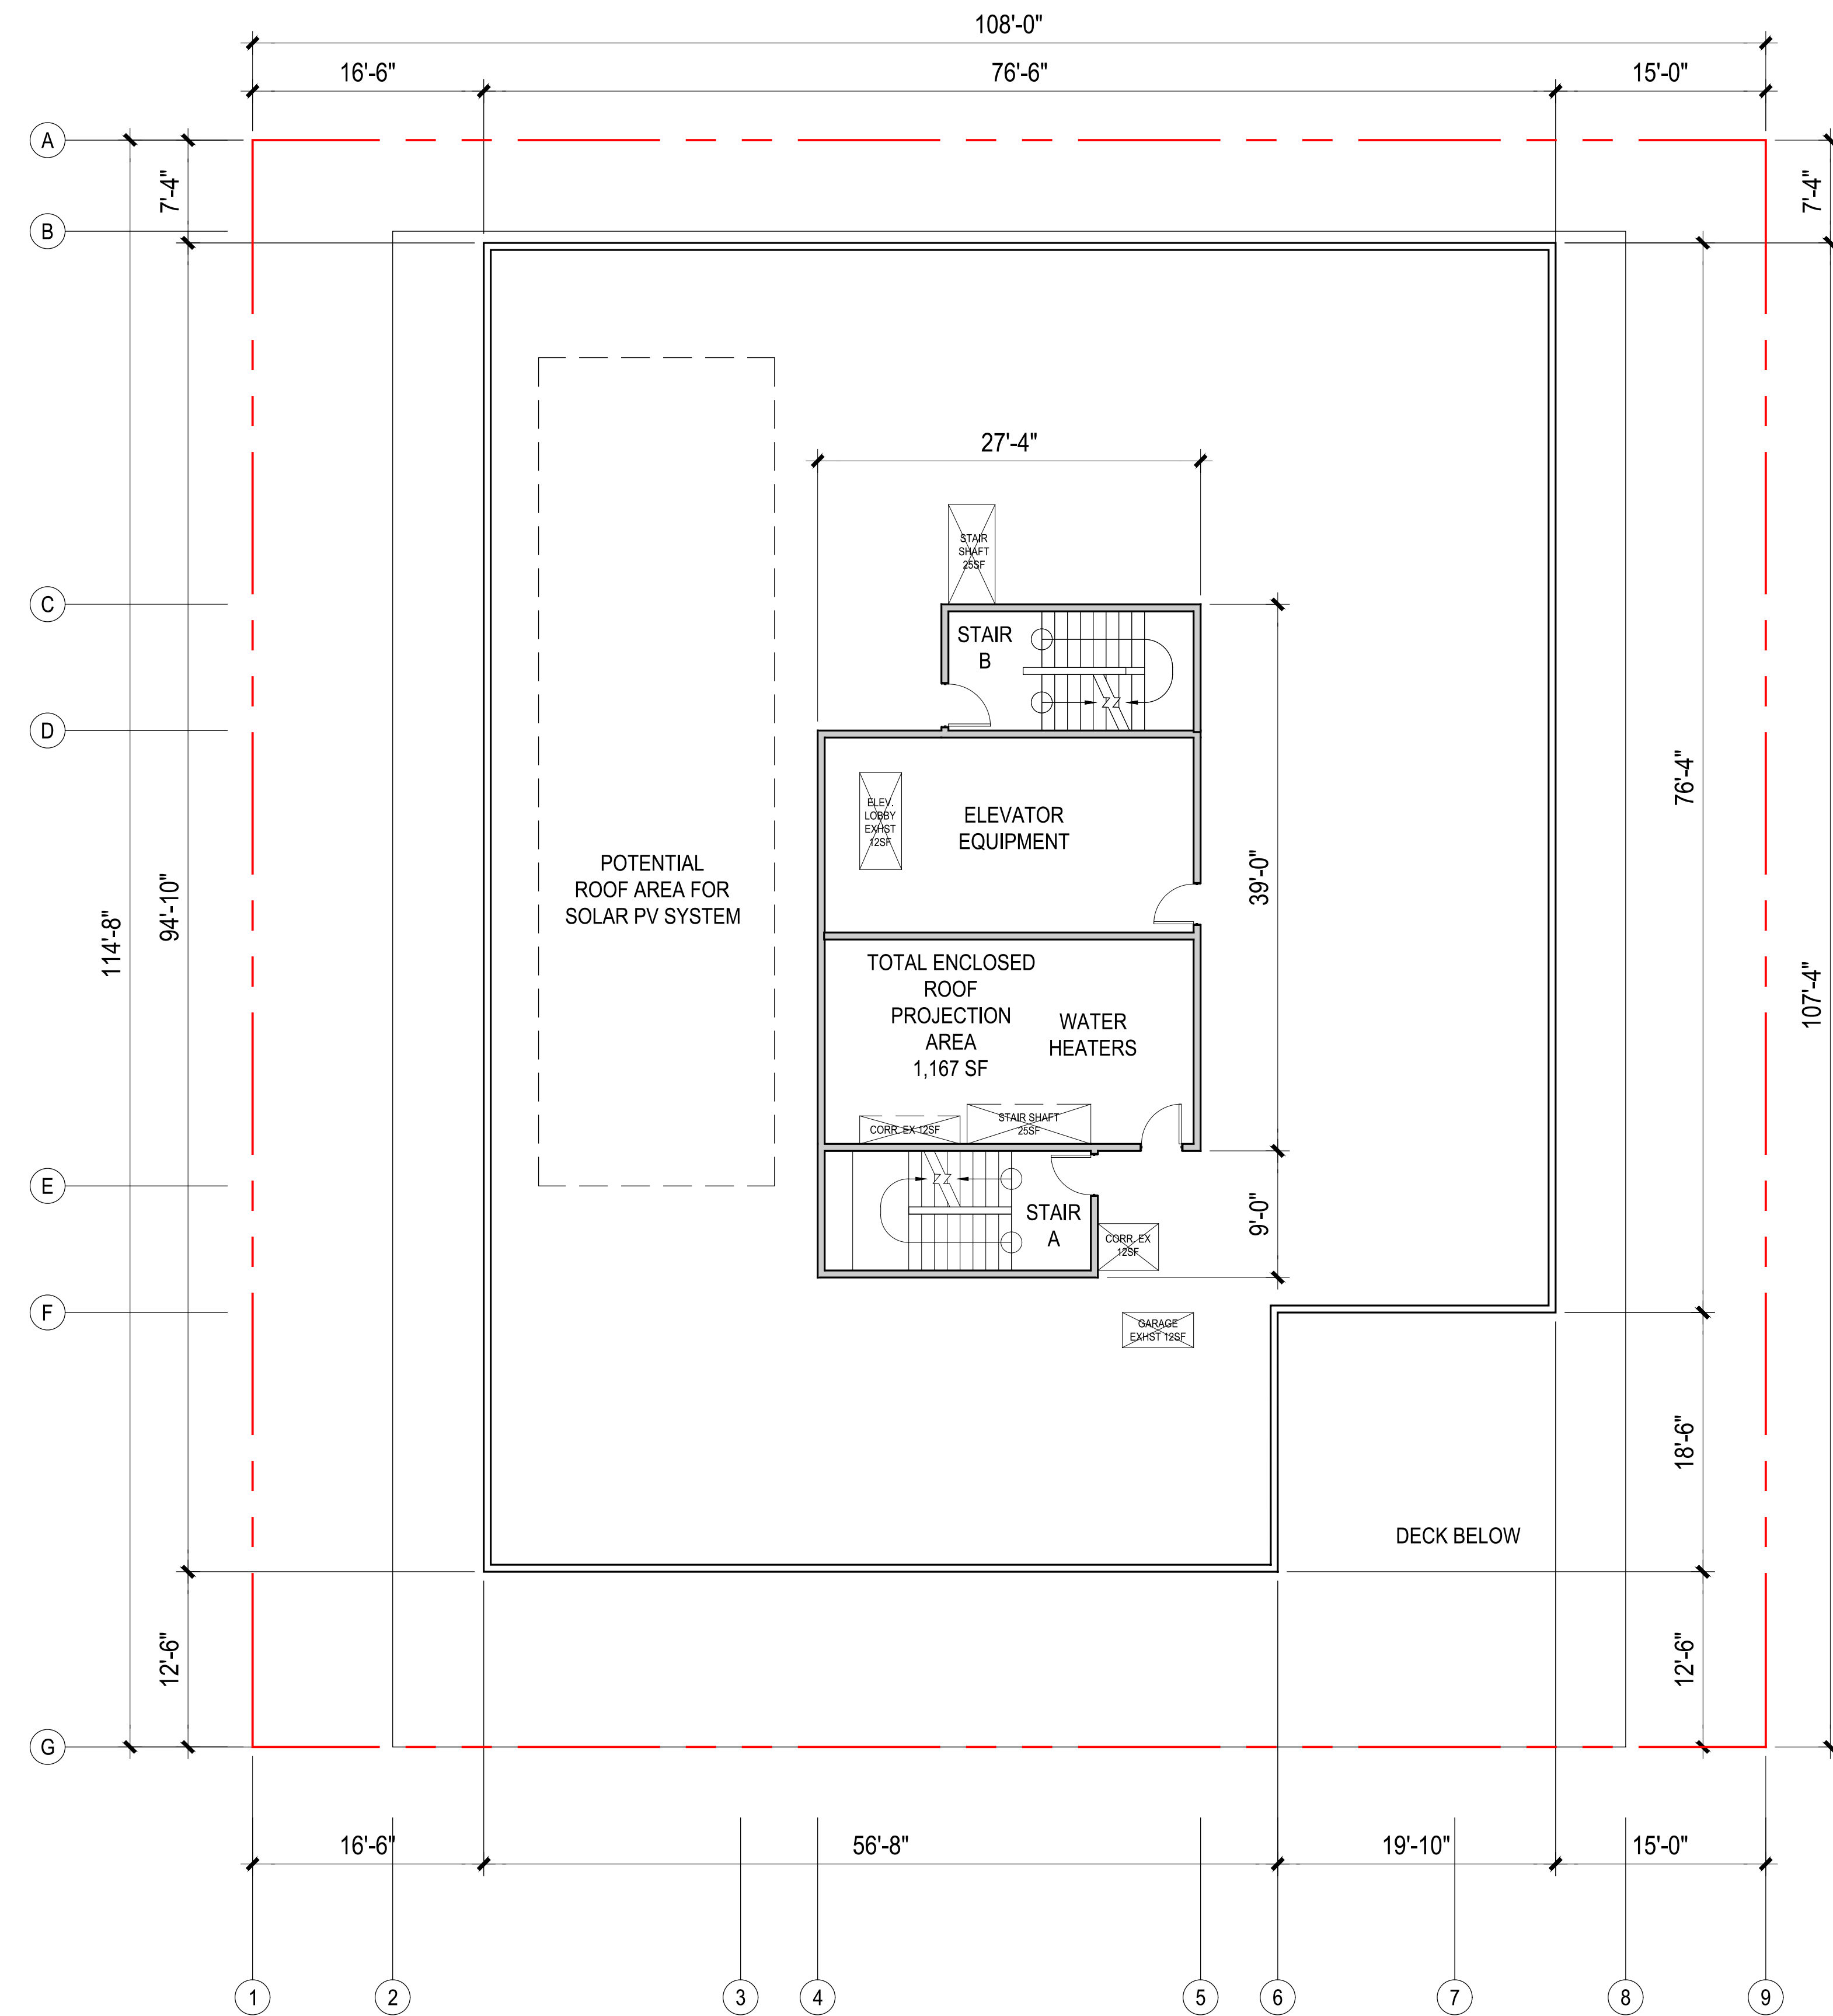 108'-0"
16'-6"
76'-6"
15'-0"
A
7'-4"
7'-4"
B
27'-4"
STAIR
SHAFT
25SF
C
STAIR
B
D
76'-4"
ELEV.
LOBBY
EXHST
12SF
ELEVATOR
EQUIPMENT
POTENTIAL
ROOF AREA FOR
SOLAR PV SYSTEM
39'-0"
114'-8"
94'-10"
107'-4"
TOTAL ENCLOSED
ROOF
PROJECTION
AREA
1,167 SF
WATER
HEATERS
CORR. EX 12SF
STAIR SHAFT
25SF
E
STAIR
A
9'-0"
CORR. EX
12SF
F
GARAGE
EXHST 12SF
18'-6"
DECK BELOW
12'-6"
12'-6"
G
16'-6"
56'-8"
19'-10"
15'-0"
1
2
3
4
5
6
7
8
9